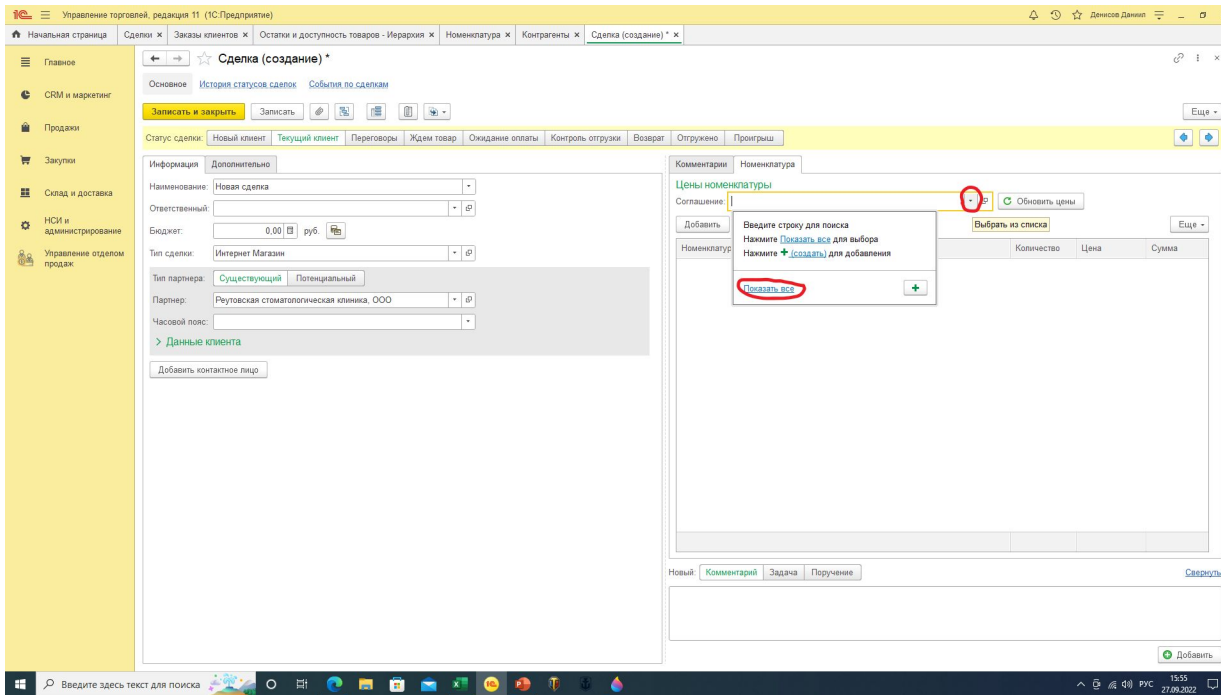 1С Управление торговлей, редакция 11 (1С:Предприятие) Денисов Даниил
Начальная страница Сделки × Заказы клиентов × Остатки и доступность товаров - Иерархия × Номенклатура × Контрагенты × Сделка (создание) * ×
Главное
CRM и маркетинг
Продажи
Закупки
Склад и доставка
НСИ и
администрирование
Управление отделом
продаж
Сделка (создание) *
Основное История статусов сделок События по сделкам
Записать и закрыть Записать Еще
Статус сделки: Новый клиент Текущий клиент Переговоры Ждем товар Ожидание оплаты Контроль отгрузки Возврат Отгружено Проигрыш
Информация Дополнительно
Наименование: Новая сделка
Ответственный:
Бюджет: 0,00 руб.
Тип сделки: Интернет Магазин
Тип партнера: Существующий Потенциальный
Партнер: Реутовская стоматологическая клиника, ООО
Часовой пояс:
Данные клиента
Добавить контактное лицо
Комментарии Номенклатура
Цены номенклатуры
Соглашение: Обновить цены
Добавить Выбрать из списка Еще
Номенклатур Количество Цена Сумма
Введите строку для поиска
Нажмите Показать все для выбора
Нажмите + (создать) для добавления
Показать все +
Новый: Комментарий Задача Поручение Свернуть
Добавить
Введите здесь текст для поиска РУС 15:55
27.09.2022